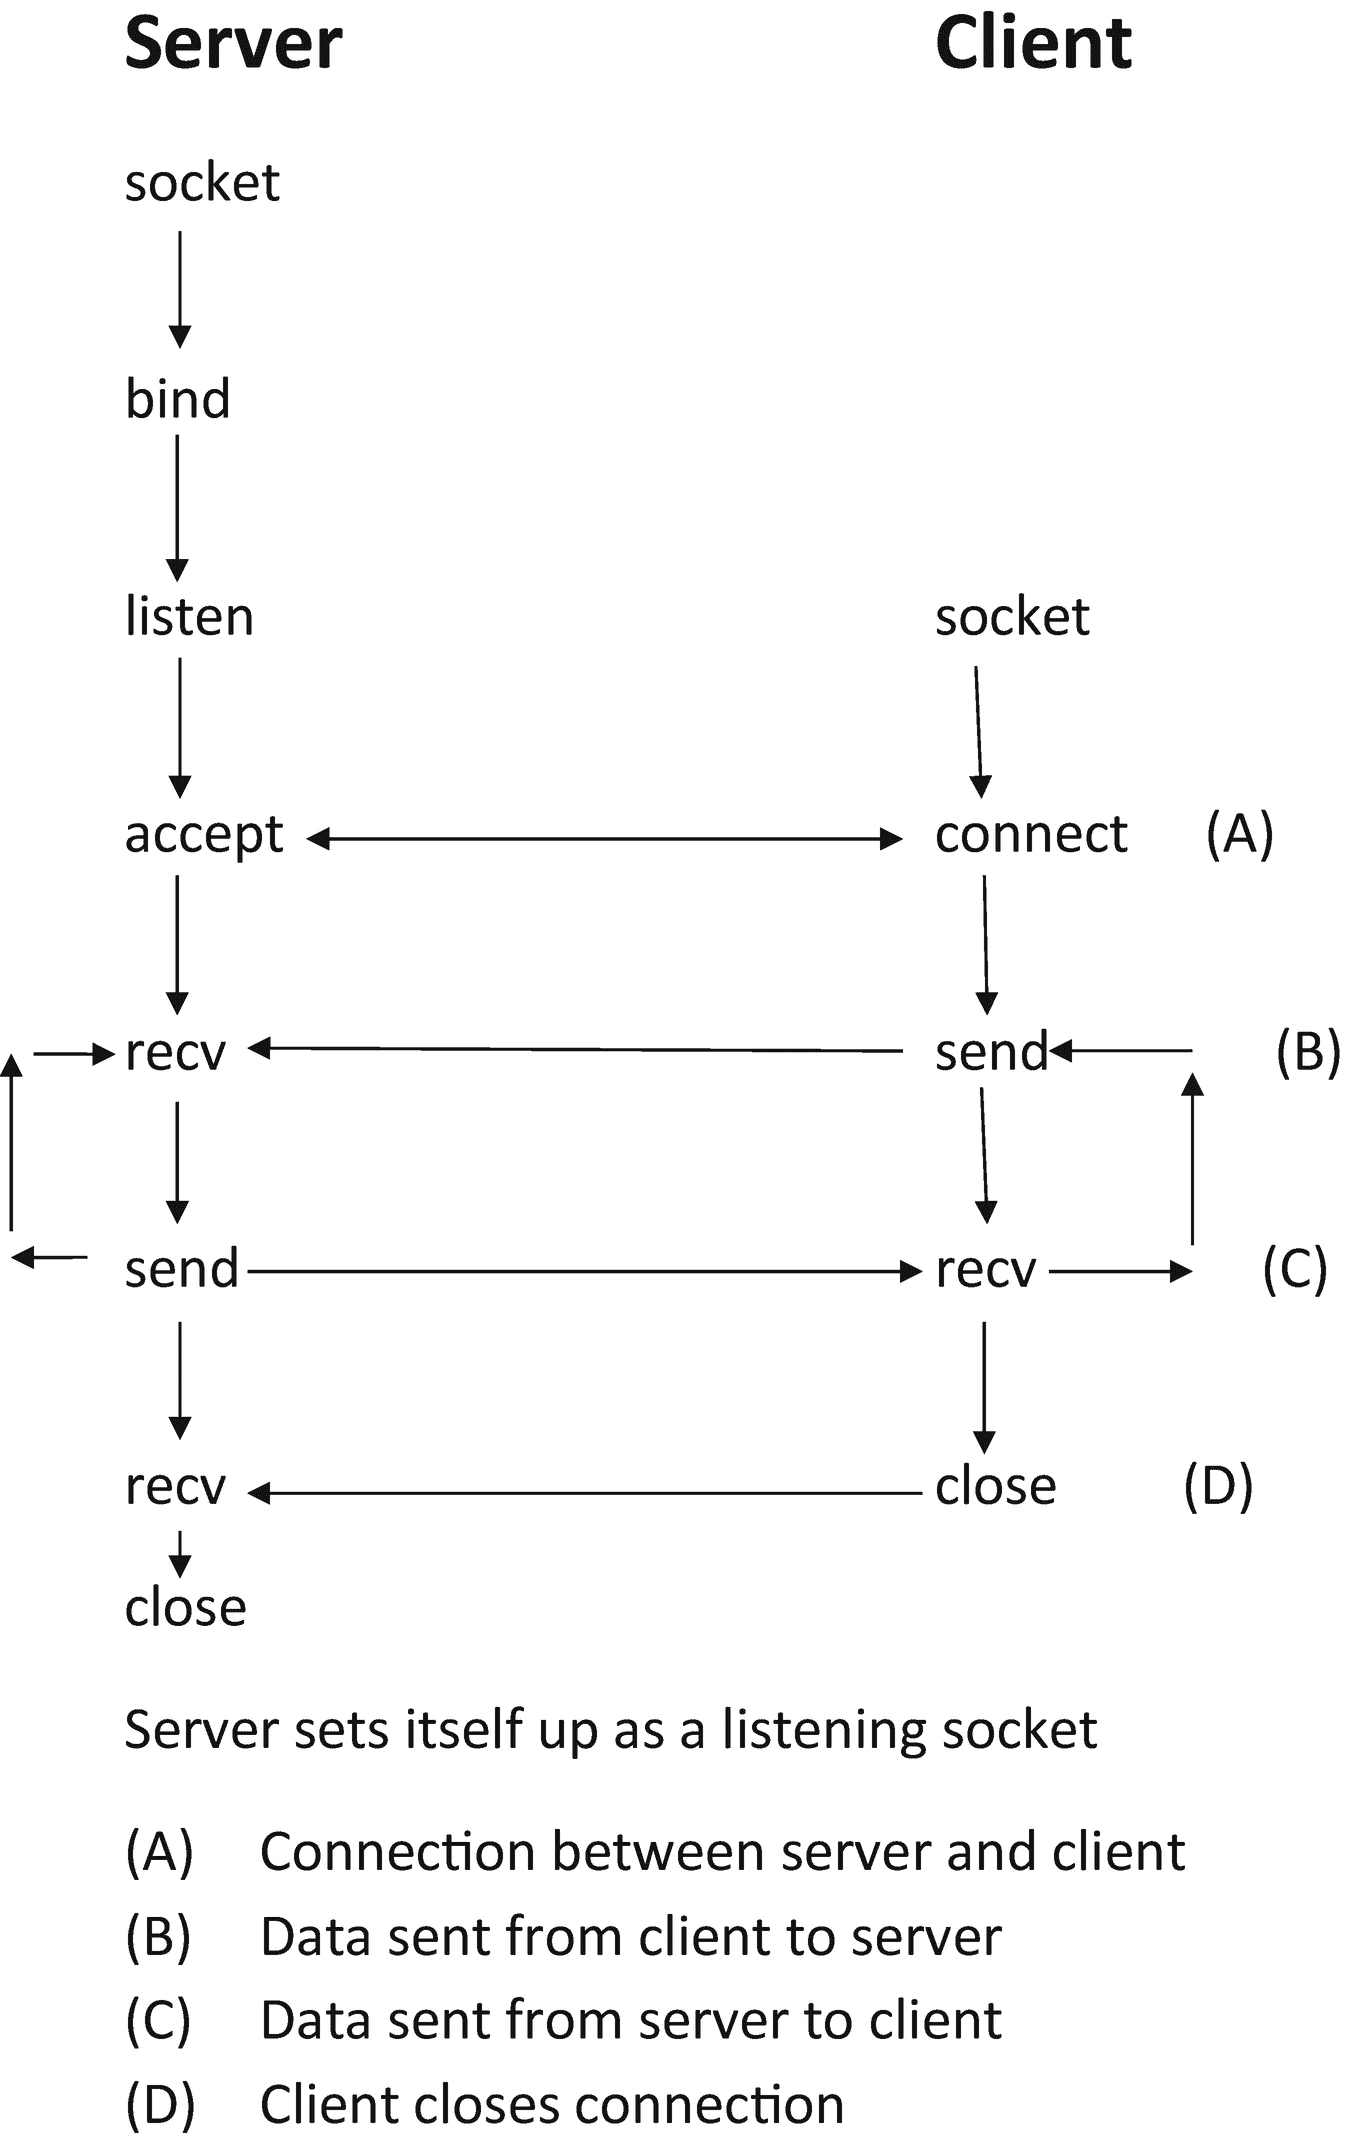 Server Client
socket
bind
listen socket
accept connect (A)
recv send (B)
send recv (C)
recv close (D)
close
Server sets itself up as a listening socket
(A) Connection between server and client
(B) Data sent from client to server
(C) Data sent from server to client
(D) Client closes connection